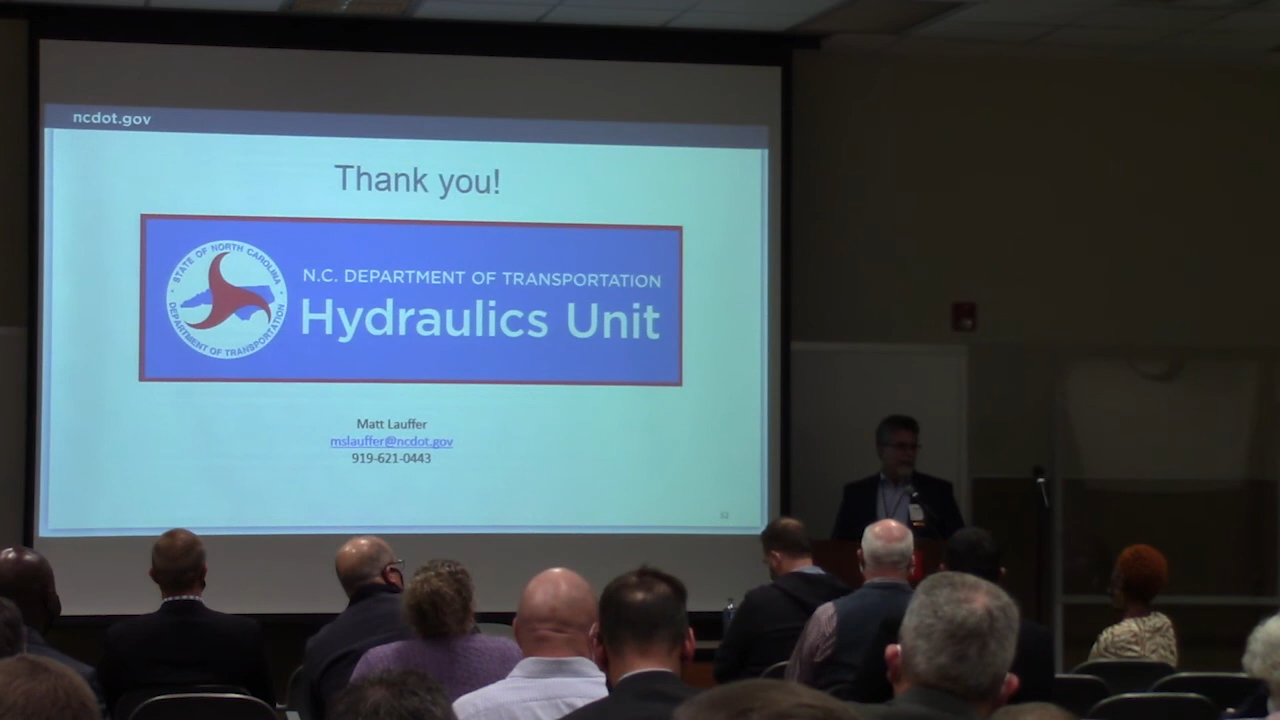 ncdot.gov
Thank you!
STATE OF NORTH CAROLINA
DEPARTMENT OF TRANSPORTATION
N.C. DEPARTMENT OF TRANSPORTATION
Hydraulics Unit
Matt Lauffer
mslauffer@ncdot.gov
919-621-0443
32